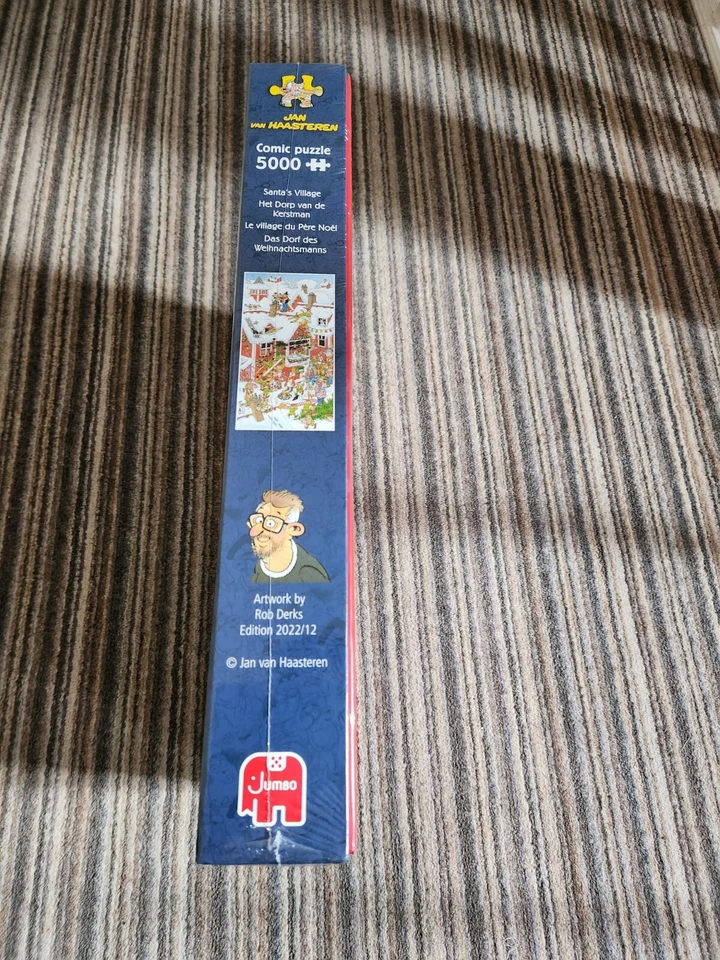 JAN
VAN HAASTEREN
Comic puzzle
5000
Santa's Village
Het Dorp van de
Kerstman
Le village du Père Noël
Das Dorf des
Weihnachtsmanns
Artwork by
Rob Derks
Edition 2022/12
© Jan van Haasteren
Jumbo